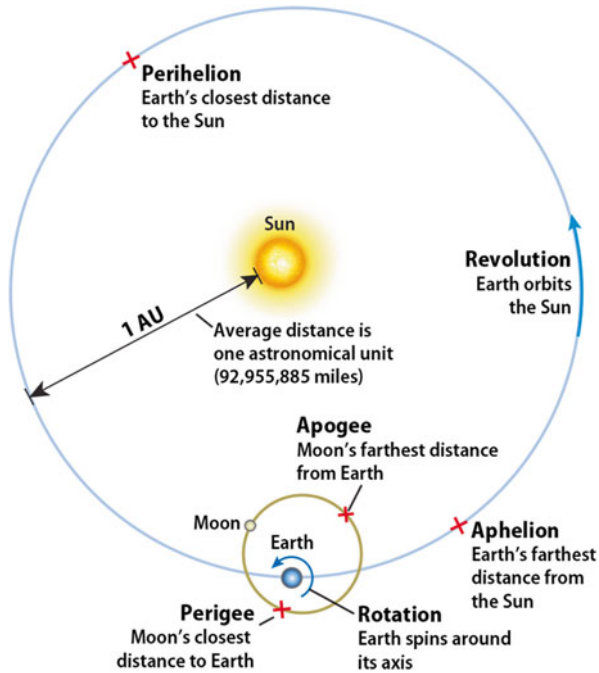 Perihelion
Earth's closest distance
to the Sun
Sun
Revolution
Earth orbits
the Sun
1 AU
Average distance is
one astronomical unit
(92,955,885 miles)
Apogee
Moon's farthest distance
from Earth
Moon
Earth
Aphelion
Earth's farthest
distance from
the Sun
Perigee
Moon's closest
distance to Earth
Rotation
Earth spins around
its axis